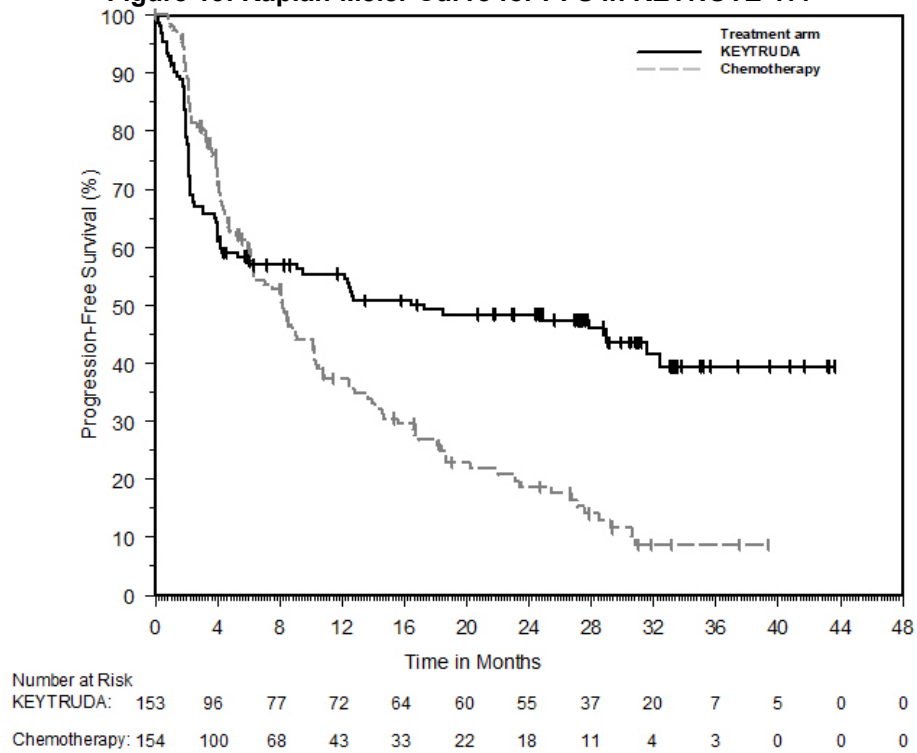 Treatment arm
KEYTRUDA
Chemotherapy
100
90
80
70
60
50
40
30
20
10
0
Progression-Free Survival (%)
0 4 8 12 16 20 24 28 32 36 40 44 48
Time in Months
Number at Risk
KEYTRUDA: 153 96 77 72 64 60 55 37 20 7 5 0 0
Chemotherapy: 154 100 68 43 33 22 18 11 4 3 0 0 0